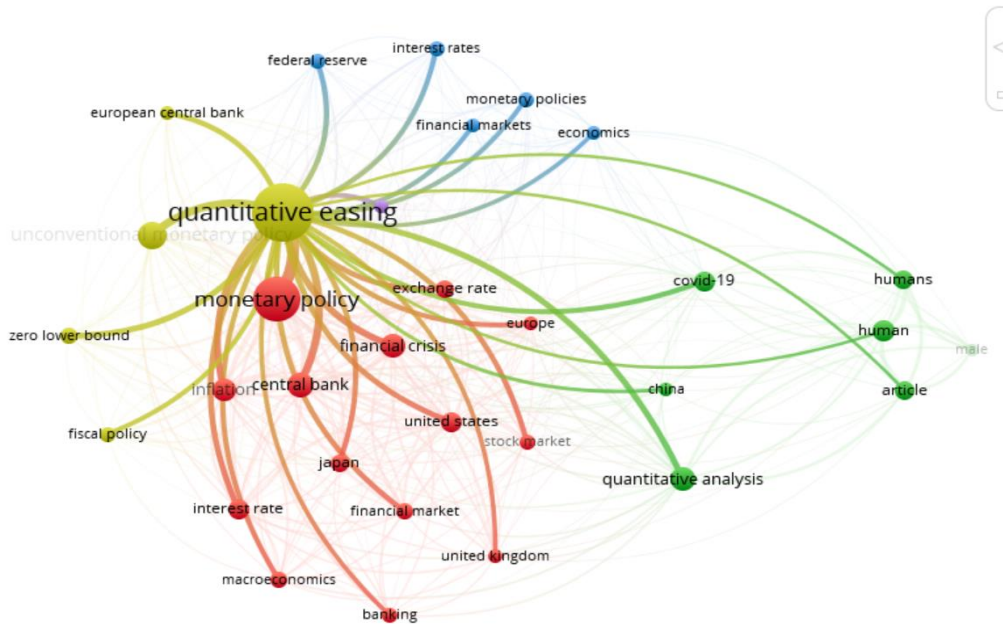 interest rates
federal reserve
monetary policies
european central bank
financial markets
economics
quantitative easing
unconventional monetary policy
covid-19
humans
exchange rate
monetary policy
europe
human
zero lower bound
financial crisis
male
inflation
central bank
china
article
united states
fiscal policy
stock market
japan
quantitative analysis
interest rate
financial market
united kingdom
macroeconomics
banking